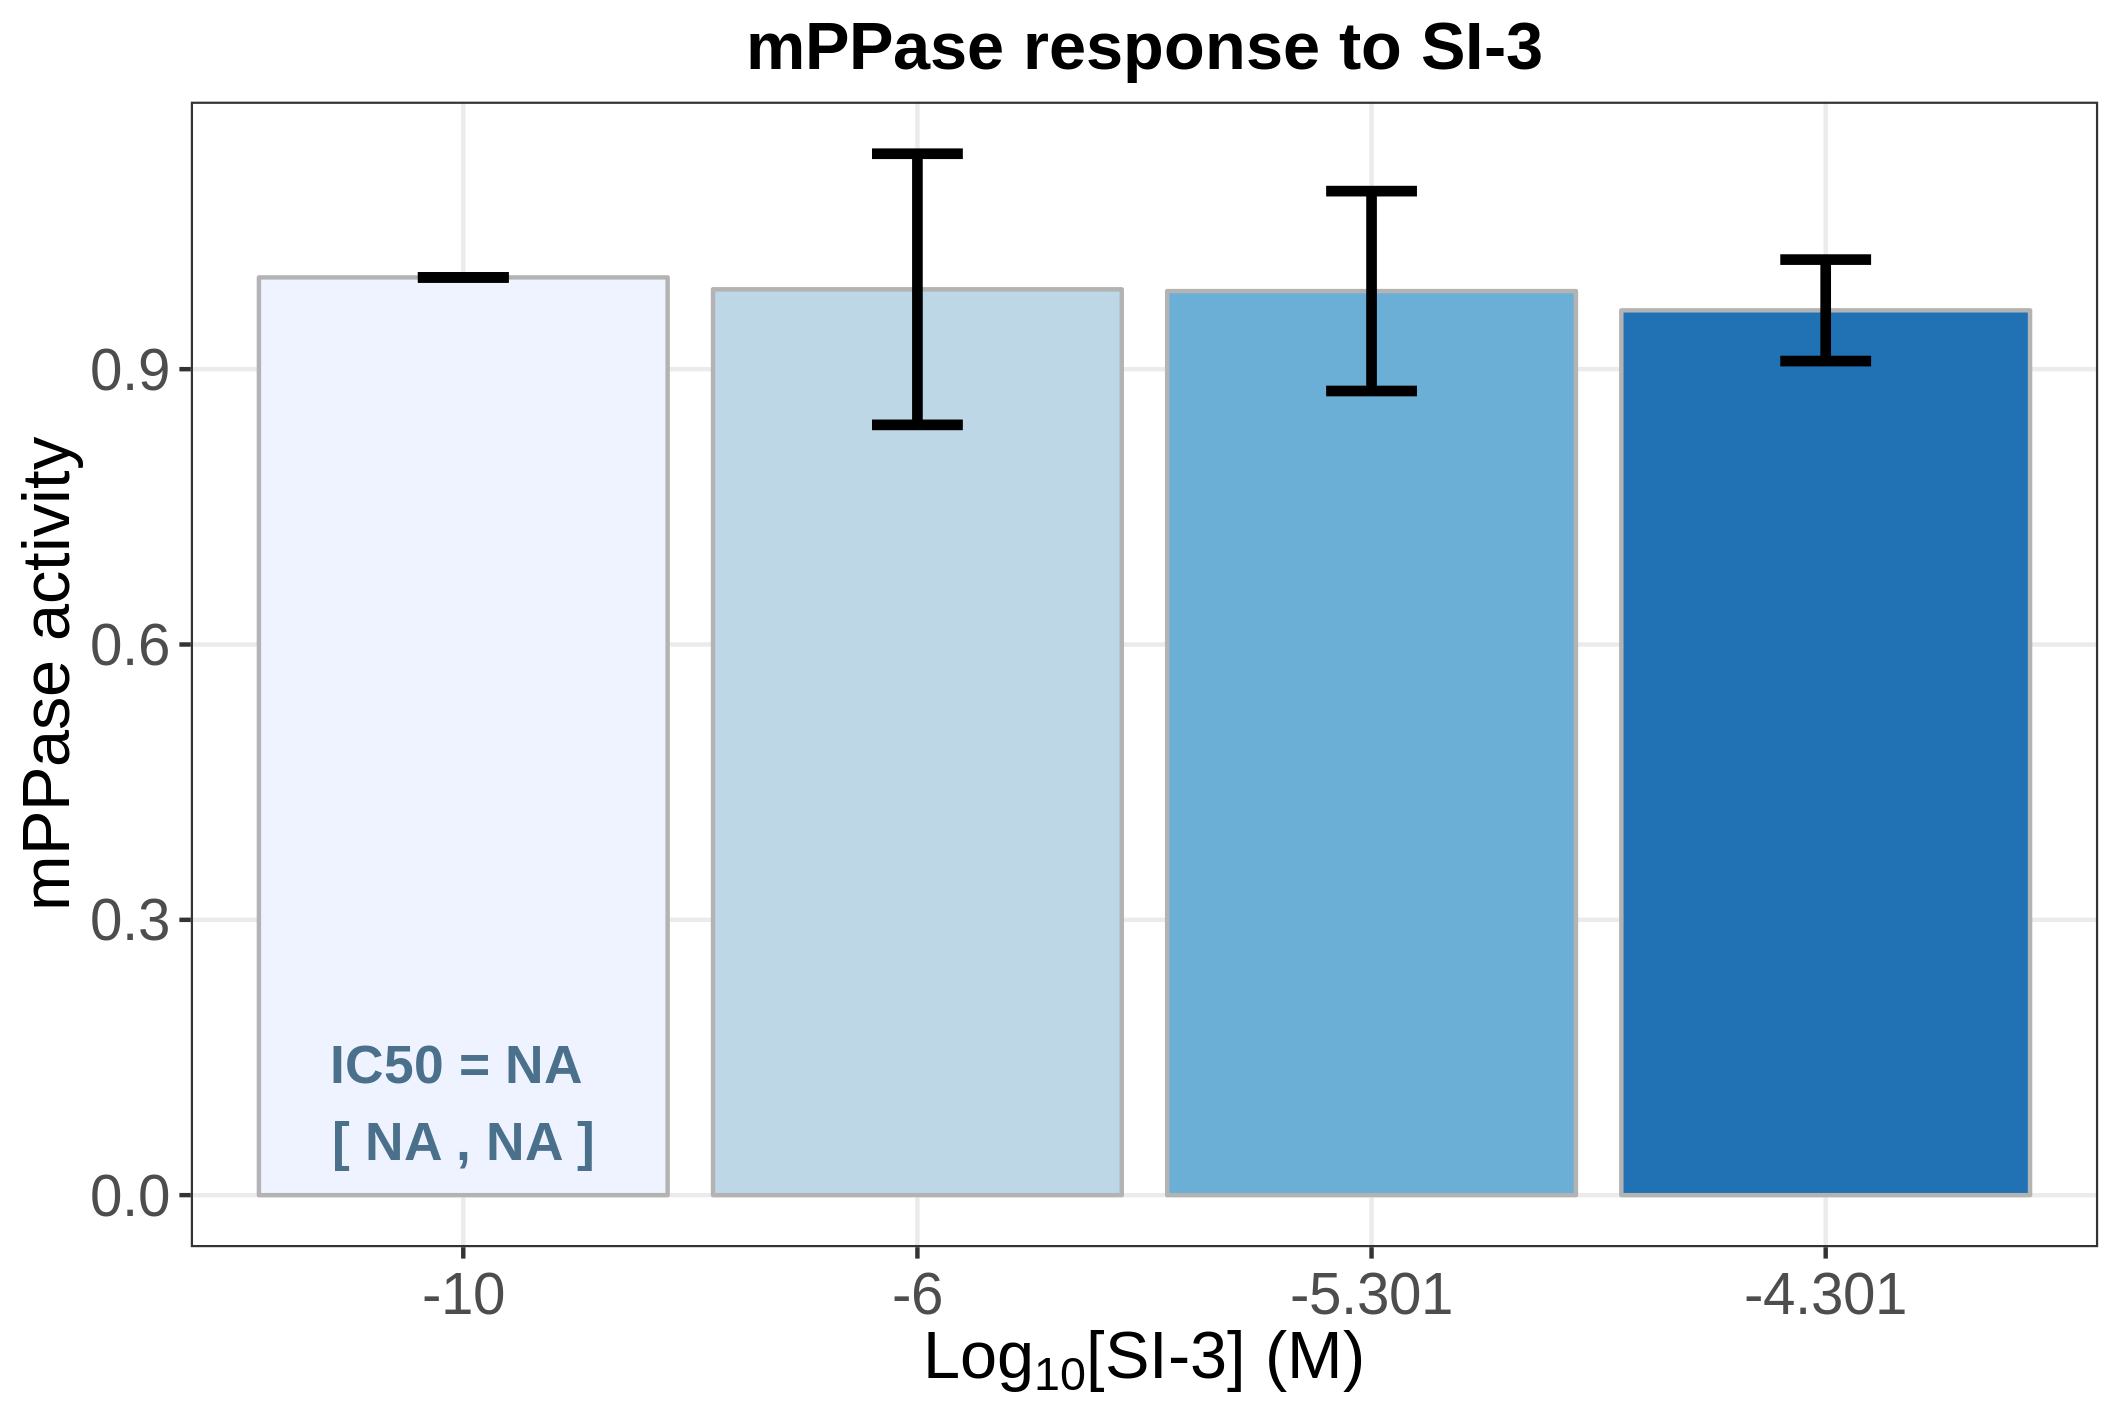 mPPase response to SI-3
mPPase activity
0.9
0.6
0.3
0.0
IC50 = NA
[ NA , NA ]
-10
-6
-5.301
-4.301
Log₁₀[SI-3] (M)